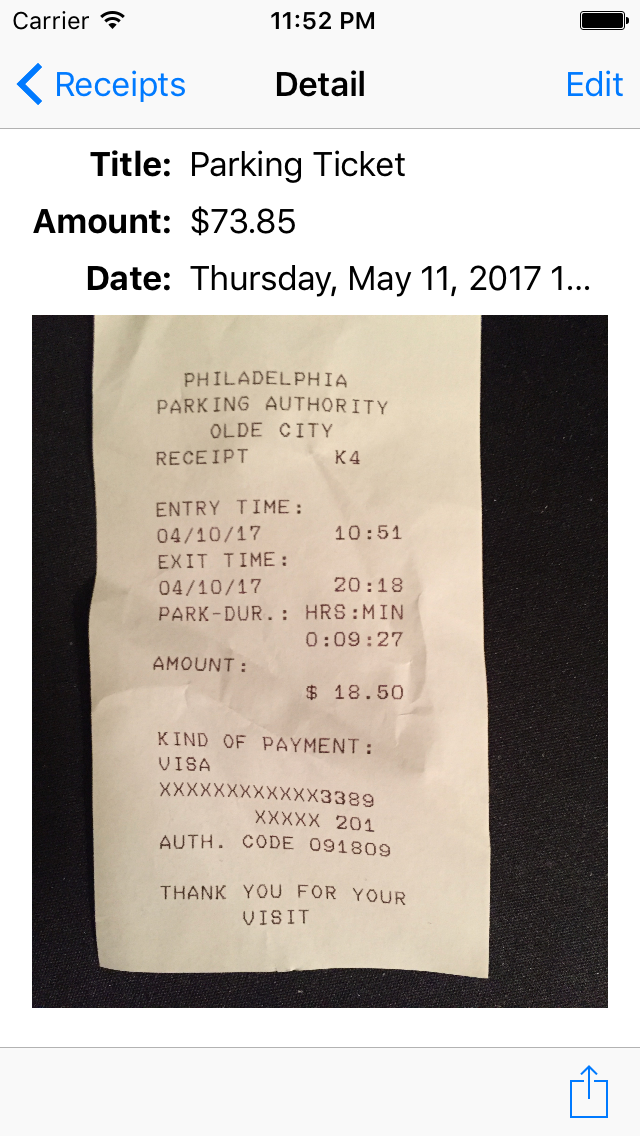 Carrier 11:52 PM
Receipts Detail Edit
Title: Parking Ticket
Amount: $73.85
Date: Thursday, May 11, 2017 1...
PHILADELPHIA
PARKING AUTHORITY
OLDE CITY
RECEIPT K4
ENTRY TIME:
04/10/17 10:51
EXIT TIME:
04/10/17 20:18
PARK-DUR.: HRS:MIN
0:09:27
AMOUNT:
$ 18.50
KIND OF PAYMENT:
VISA
XXXXXXXXXXXX3389
XXXXX 201
AUTH. CODE 091809
THANK YOU FOR YOUR
VISIT